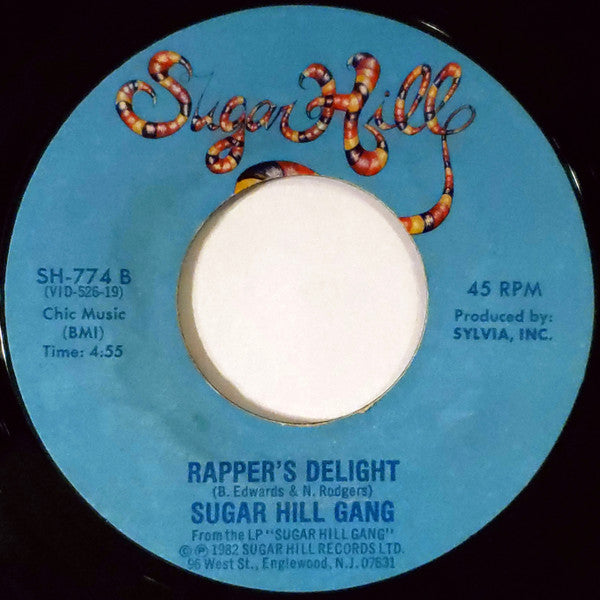 Sugar Hill
SH-774 B
(VID-526-19)
Chic Music
(BMI)
Time: 4:55
45 RPM
Produced by:
SYLVIA, INC.
RAPPER'S DELIGHT
(B. Edwards & N. Rodgers)
SUGAR HILL GANG
From the LP "SUGAR HILL GANG"
© ℗ 1982 SUGAR HILL RECORDS LTD.
96 West St., Englewood, N.J. 07631